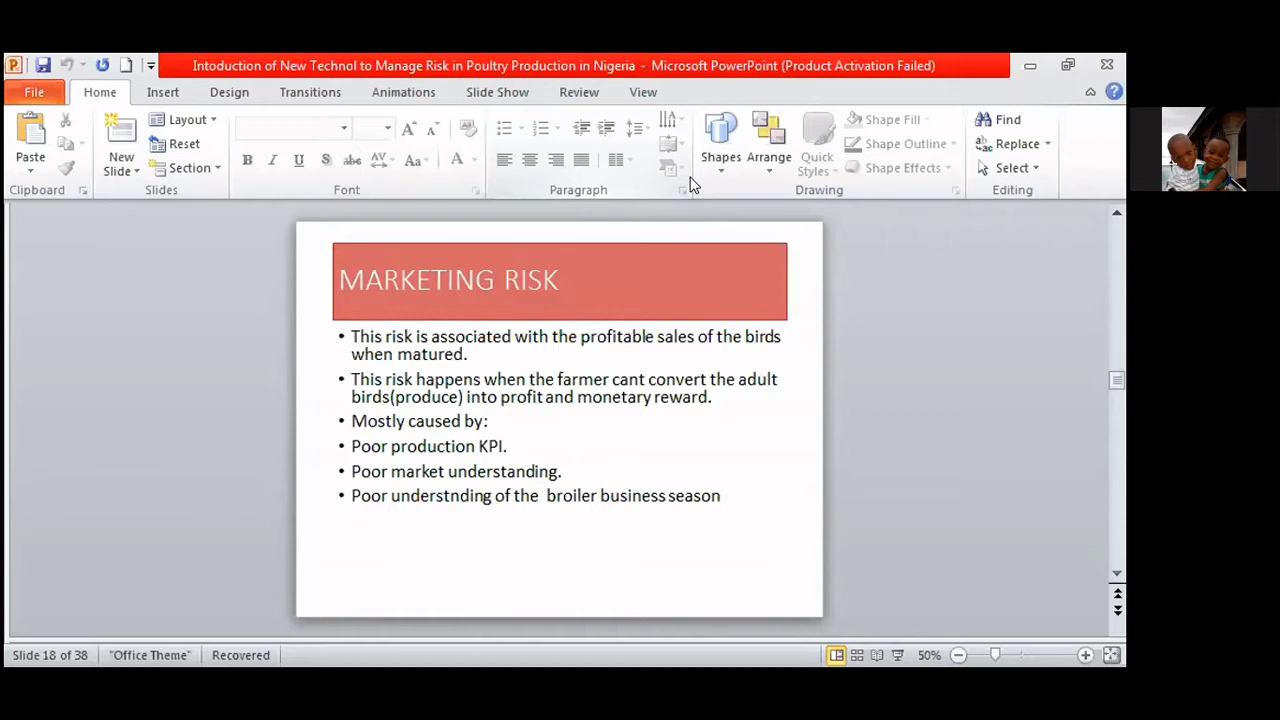 Intoduction of New Technol to Manage Risk in Poultry Production in Nigeria - Microsoft PowerPoint (Product Activation Failed)
File Home Insert Design Transitions Animations Slide Show Review View
Paste
Clipboard
New Slide
Layout
Reset
Section
Slides
Font
Paragraph
Shapes
Arrange
Quick Styles
Shape Fill
Shape Outline
Shape Effects
Drawing
Find
Replace
Select
Editing
MARKETING RISK
• This risk is associated with the profitable sales of the birds
when matured.
• This risk happens when the farmer cant convert the adult
birds(produce) into profit and monetary reward.
• Mostly caused by:
• Poor production KPI.
• Poor market understanding.
• Poor understnding of the broiler business season
Slide 18 of 38 "Office Theme" Recovered 50%